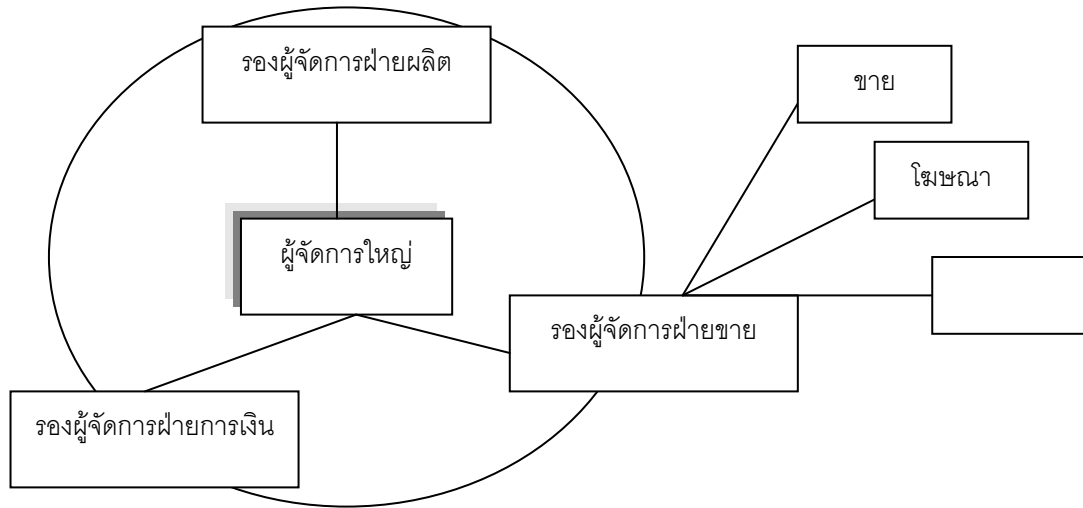 รองผู้จัดการฝ่ายผลิต
ขาย
โฆษณา
ผู้จัดการใหญ่
รองผู้จัดการฝ่ายขาย
รองผู้จัดการฝ่ายการเงิน